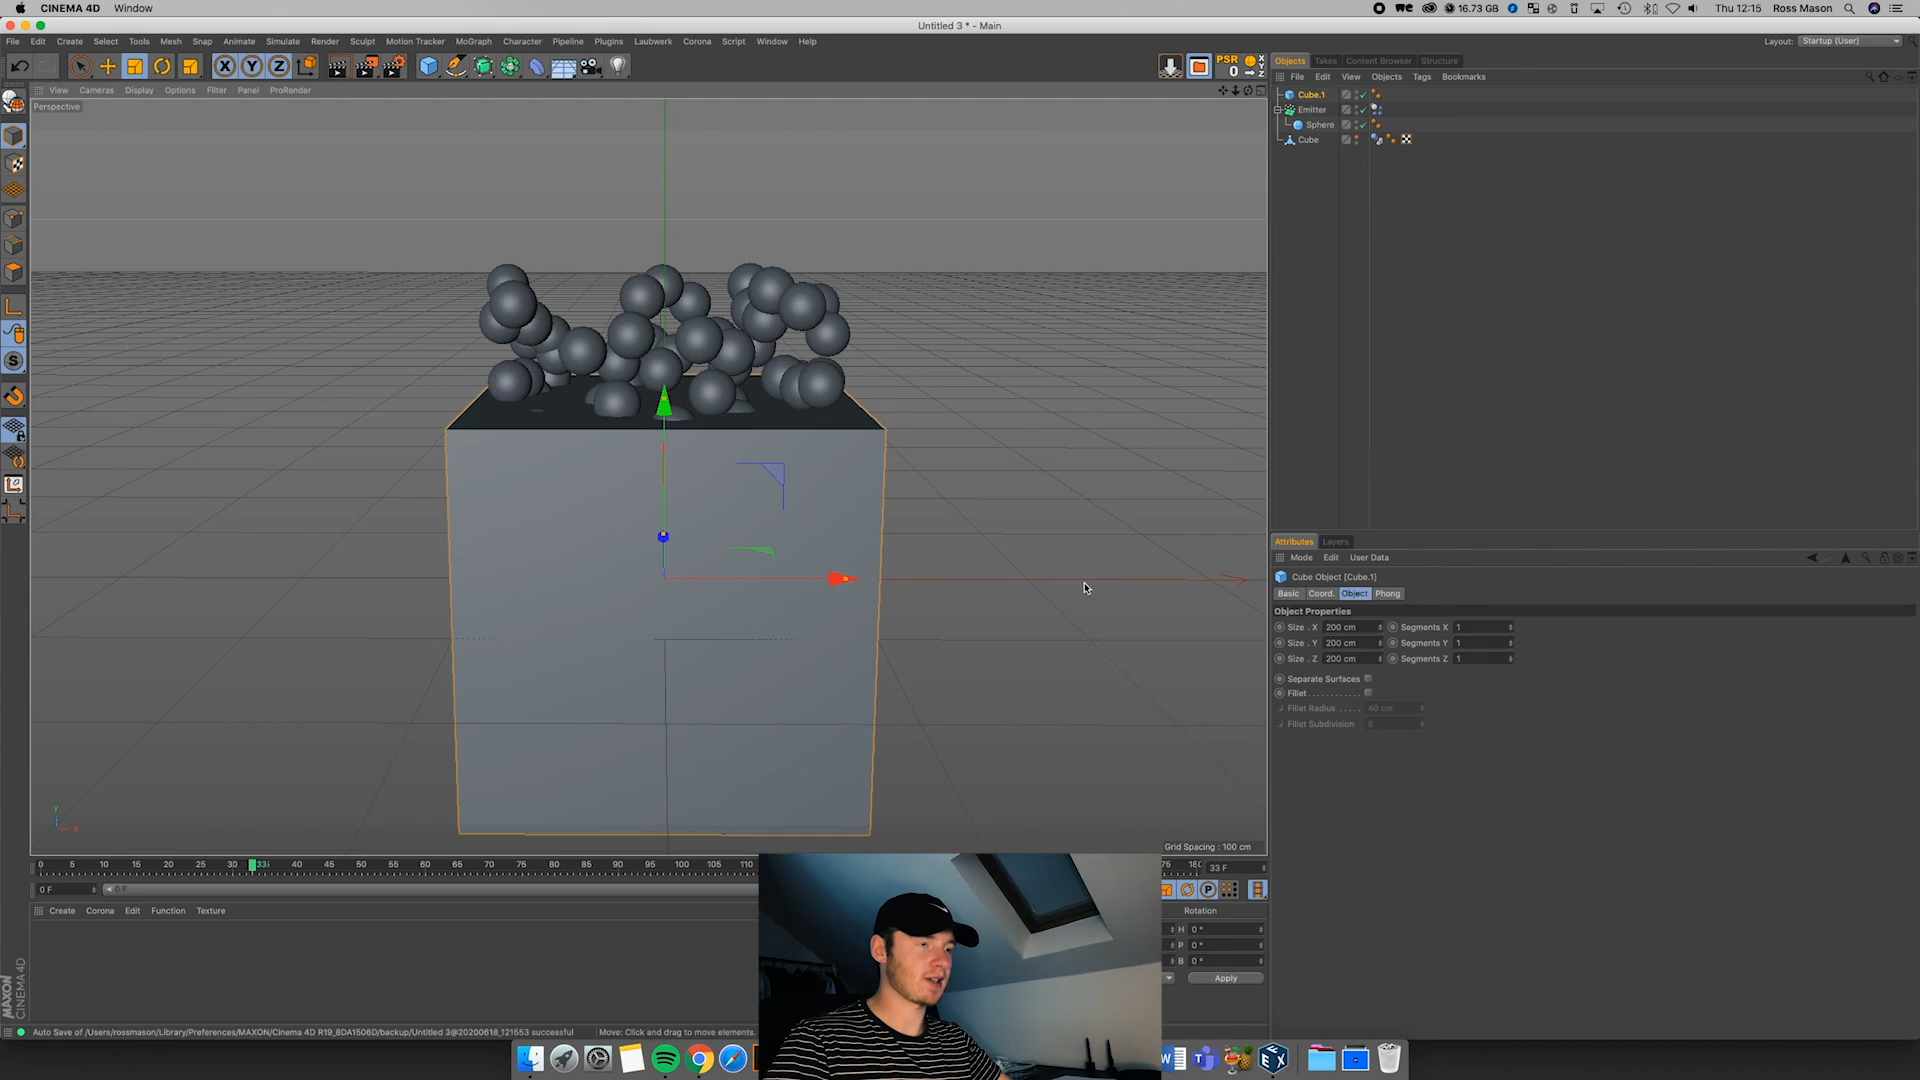 CINEMA 4D Window 16.73 GB Thu 12:15 Ross Mason
Untitled 3 * - Main
File Edit Create Select Tools Mesh Snap Animate Simulate Render Sculpt Motion Tracker MoGraph Character Pipeline Plugins Laubwerk Corona Script Window Help Layout: Startup (User)
X Y Z PSR 0
Objects Takes Content Browser Structure
File Edit View Objects Tags Bookmarks
View Cameras Display Options Filter Panel ProRender
Perspective
Cube.1
Emitter
Sphere
Cube
Attributes Layers
Mode Edit User Data
Cube Object [Cube.1]
Basic Coord. Object Phong
Object Properties
Size . X 200 cm Segments X 1
Size . Y 200 cm Segments Y 1
Size . Z 200 cm Segments Z 1
Separate Surfaces
Fillet
Fillet Radius 40 cm
Fillet Subdivision 5
Y
X
Grid Spacing : 100 cm
0 5 10 15 20 25 30 33 40 45 50 55 60 65 70 75 80 85 90 95 100 105 110 75 180 33 F
0 F 0 F
P
Create Corona Edit Function Texture
Rotation
H 0 °
P 0 °
B 0 °
Apply
MAXON
CINEMA 4D
Auto Save of /Users/rossmason/Library/Preferences/MAXON/Cinema 4D R19_BDA1506D/backup/Untitled 3@20200618_121553 successful Move: Click and drag to move elements.
W EX